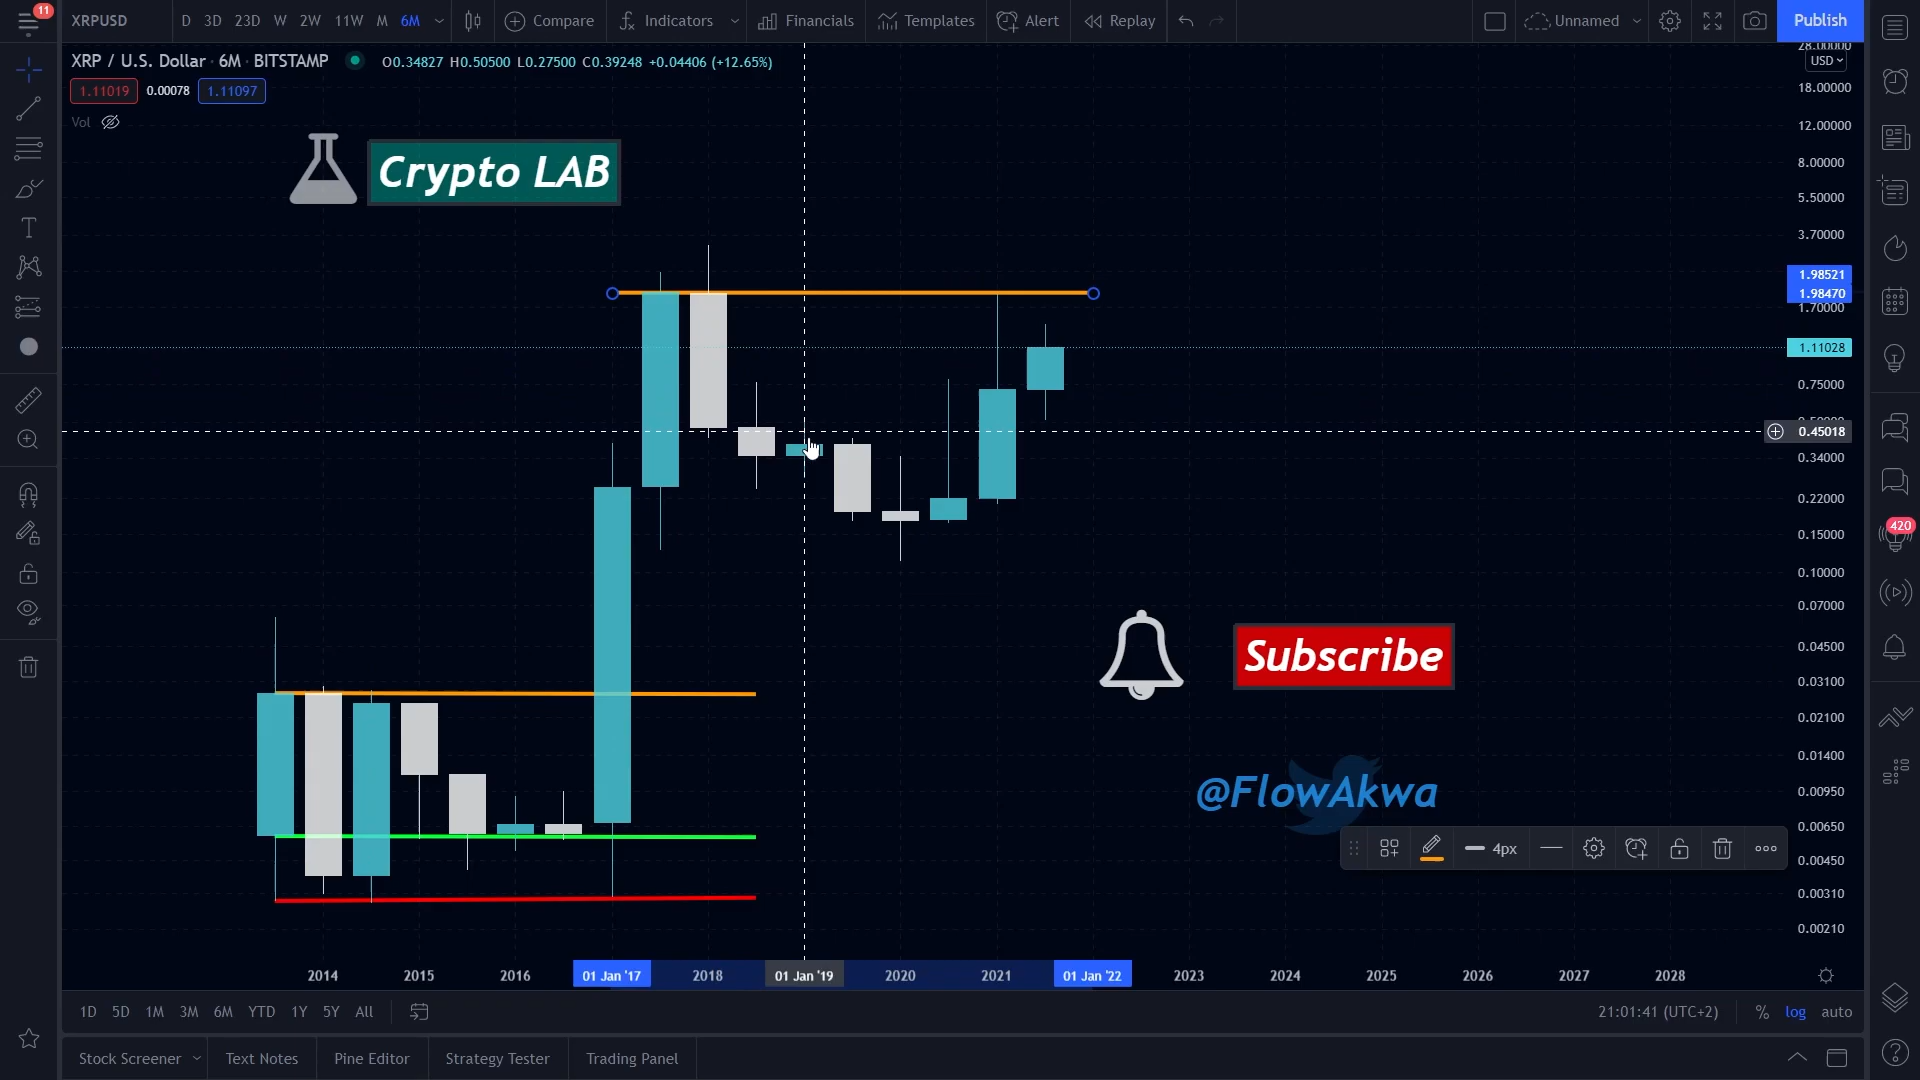 11
XRPUSD D 3D 23D W 2W 11W M 6M Compare Indicators Financials Templates Alert Replay Unnamed Publish
XRP / U.S. Dollar · 6M · BITSTAMP O0.34827 H0.50500 L0.27500 C0.39248 +0.04406 (+12.65%)
1.11019 0.00078 1.11097
Vol
Crypto LAB
28.00000
USD
18.00000
12.00000
8.00000
5.50000
3.70000
1.98521
1.98470
1.70000
1.11028
0.75000
0.45018
0.34000
0.22000
0.15000
0.10000
0.07000
0.04500
0.03100
0.02100
0.01400
0.00950
0.00650
0.00450
0.00310
0.00210
420
Subscribe
@FlowAkwa
4px
2014 2015 2016 01 Jan '17 2018 01 Jan '19 2020 2021 01 Jan '22 2023 2024 2025 2026 2027 2028
1D 5D 1M 3M 6M YTD 1Y 5Y All 21:01:41 (UTC+2) % log auto
Stock Screener Text Notes Pine Editor Strategy Tester Trading Panel